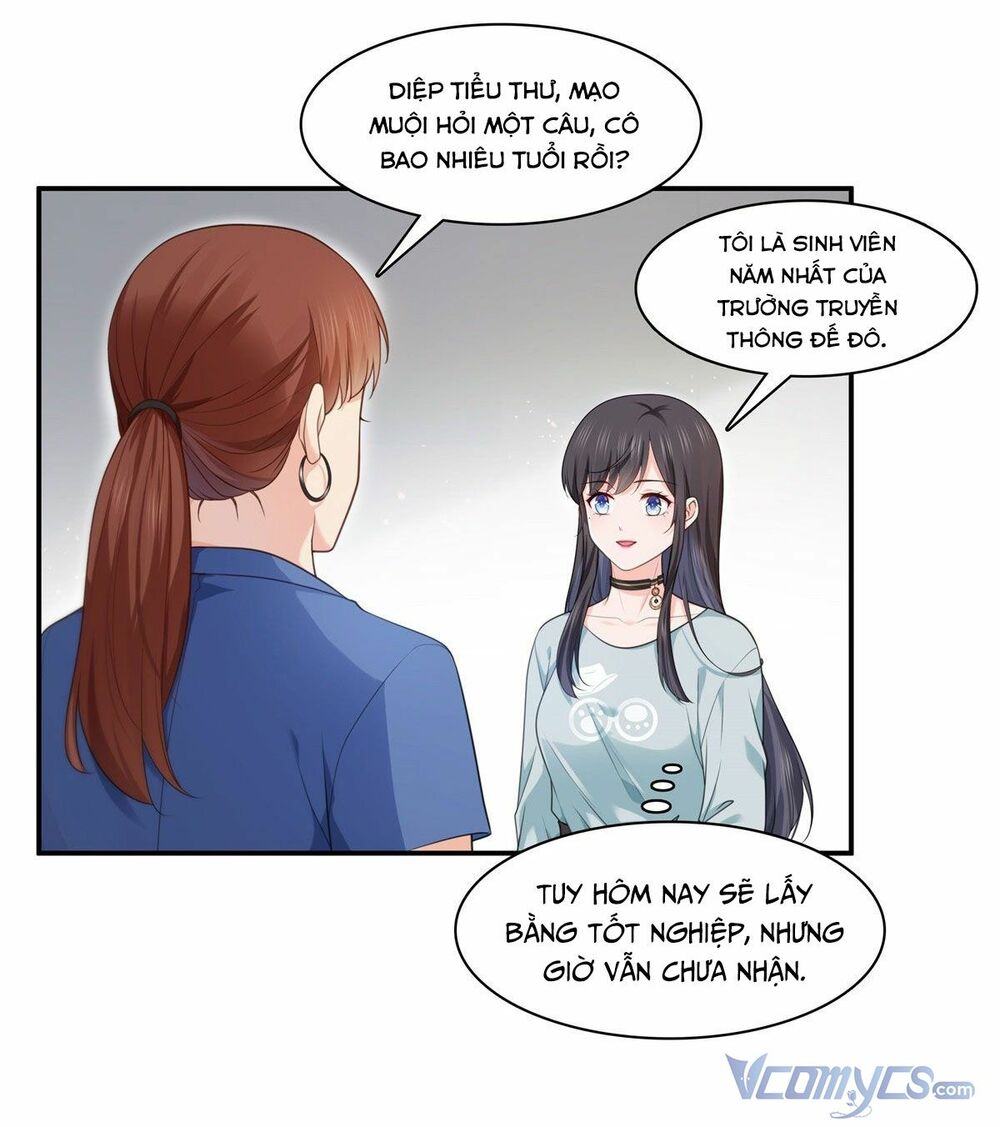 DIỆP TIỂU THƯ, MẠO
MUỘI HỎI MỘT CÂU, CÔ
BAO NHIÊU TUỔI RỒI?
TÔI LÀ SINH VIÊN
NĂM NHẤT CỦA
TRƯỜNG TRUYỀN
THÔNG ĐẾ ĐÔ.
TUY HÔM NAY SẼ LẤY
BẰNG TỐT NGHIỆP, NHƯNG
GIỜ VẪN CHƯA NHẬN.
VCOMYCS.com